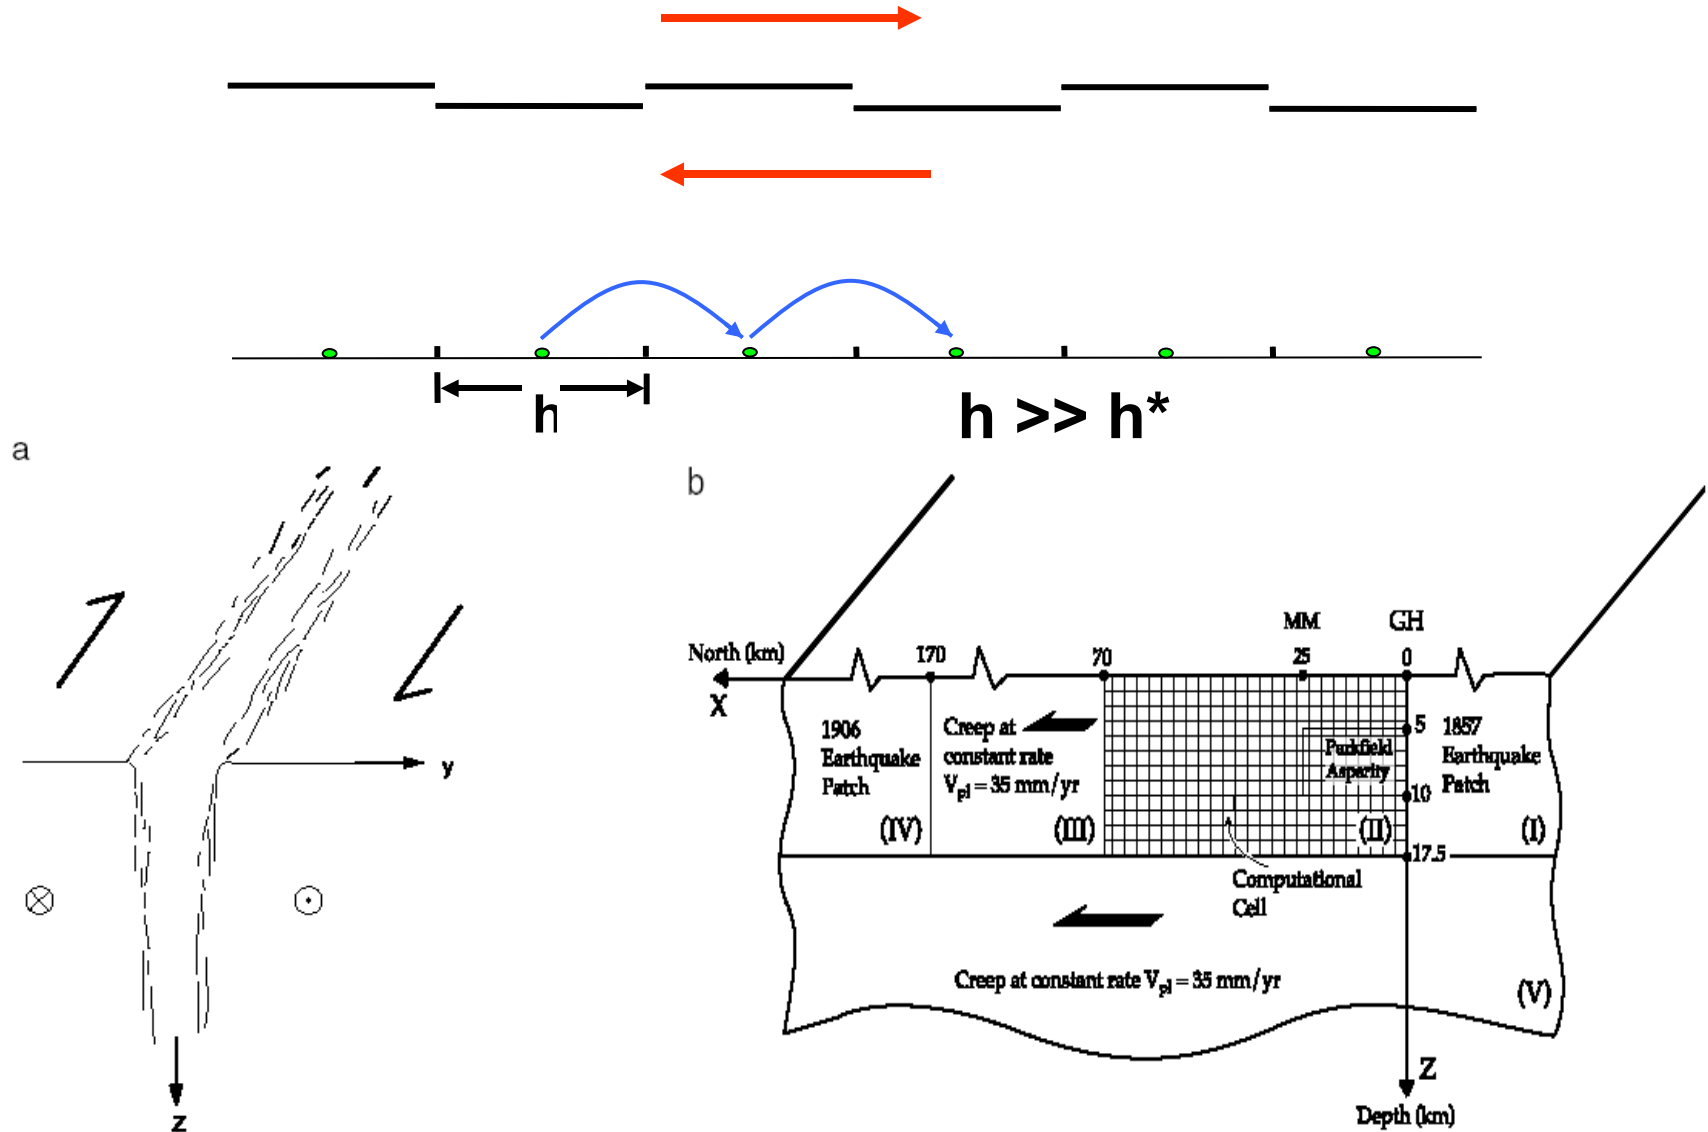 h
h >> h*
a
y
z
b
MM
GH
North (km)
170
70
25
0
X
5
1906
Earthquake
Patch
Creep at
constant rate
Vpl = 35 mm/yr
Parkfield
Asparity
1857
Earthquake
Patch
10
(IV)
(III)
(II)
(I)
17.5
Computational
Cell
Creep at constant rate Vpl = 35 mm/yr
(V)
Z
Depth (km)